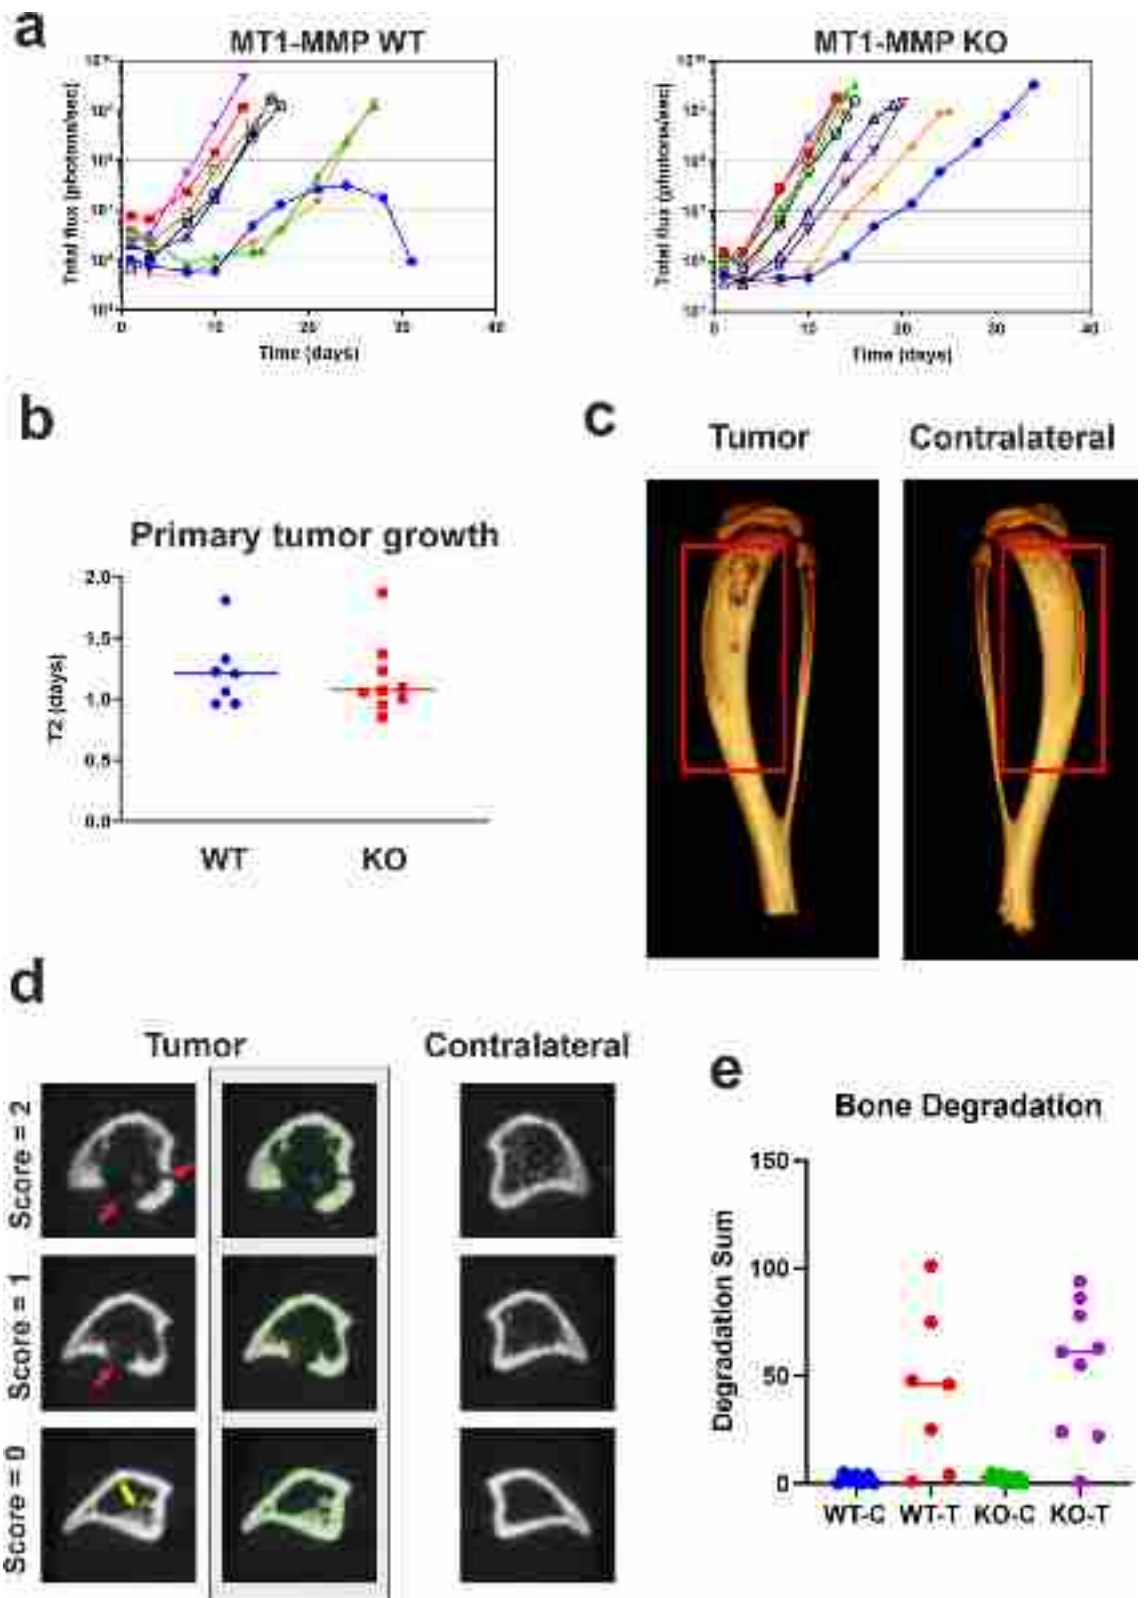 a
MT1-MMP WT
MT1-MMP KO
Total flux (photons/sec)
0 10 20 30 40
Time (days)
Total flux (photons/sec)
0 10 20 30 40
Time (days)
b
c
Tumor
Contralateral
Primary tumor growth
2.0
1.5
1.0
0.5
0.0
T2 (days)
WT
KO
d
Tumor
Contralateral
Score = 2
Score = 1
Score = 0
e
Bone Degradation
150
100
50
0
Degradation Sum
WT-C WT-T KO-C KO-T